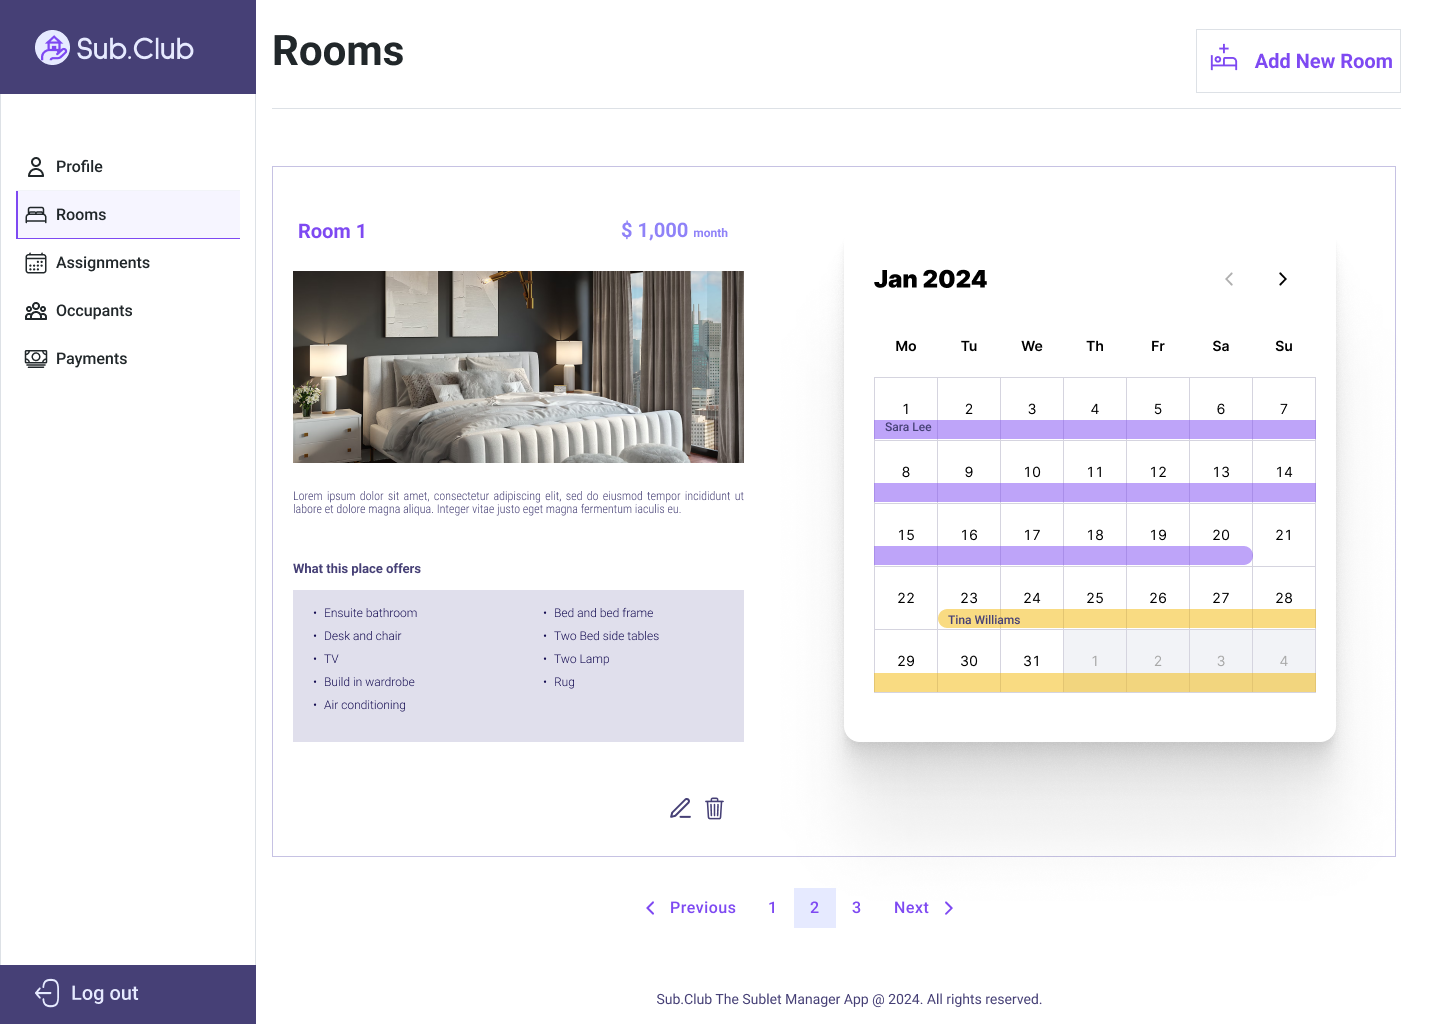 Sub.Club
Profile
Rooms
Assignments
Occupants
Payments
Log out
Rooms
Add New Room
Room 1
$ 1,000 month
Lorem ipsum dolor sit amet, consectetur adipiscing elit, sed do eiusmod tempor incididunt ut
labore et dolore magna aliqua. Integer vitae justo eget magna fermentum iaculis eu.
What this place offers
• Ensuite bathroom
• Desk and chair
• TV
• Build in wardrobe
• Air conditioning
• Bed and bed frame
• Two Bed side tables
• Two Lamp
• Rug
Jan 2024
Mo Tu We Th Fr Sa Su
1 2 3 4 5 6 7
Sara Lee
8 9 10 11 12 13 14
15 16 17 18 19 20 21
22 23 24 25 26 27 28
Tina Williams
29 30 31 1 2 3 4
Previous 1 2 3 Next
Sub.Club The Sublet Manager App @ 2024. All rights reserved.